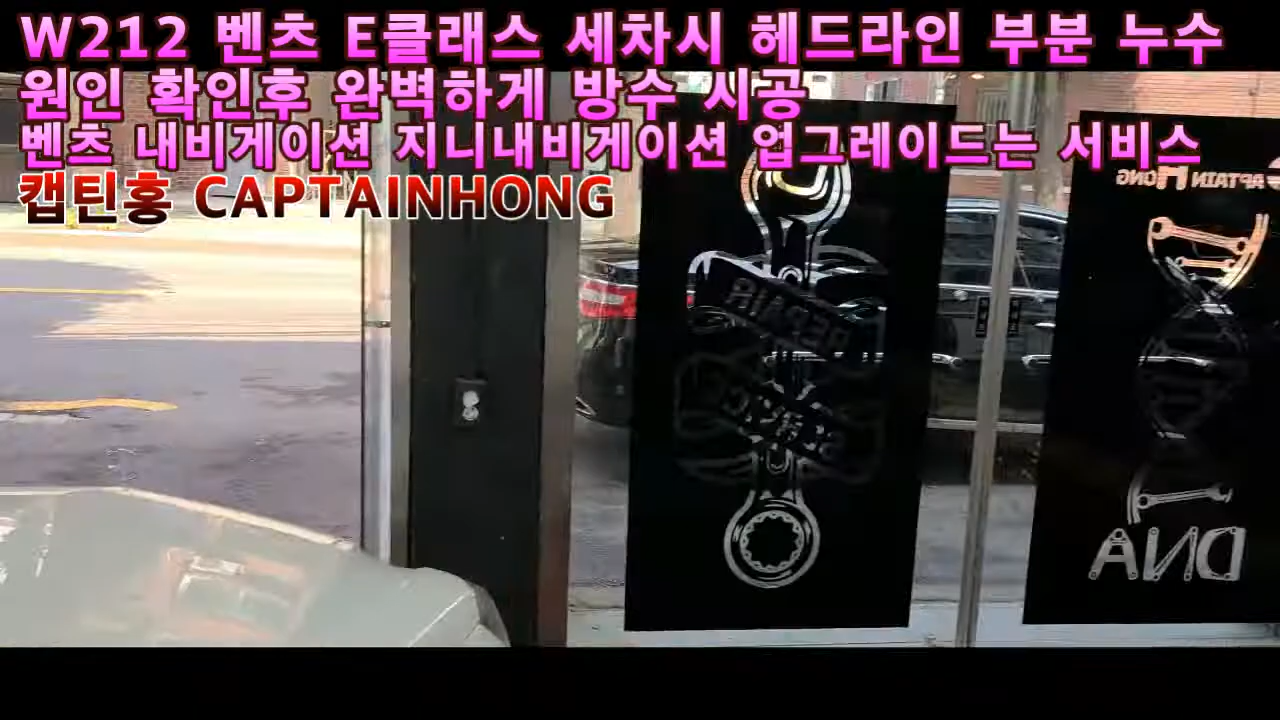 W212 벤츠 E클래스 세차시 헤드라인 부분 누수
원인 확인후 완벽하게 방수 시공
벤츠 내비게이션 지니내비게이션 업그레이드는 서비스
캡틴홍 CAPTAINHONG
CAPTAIN HONG
REPAIR
DNA